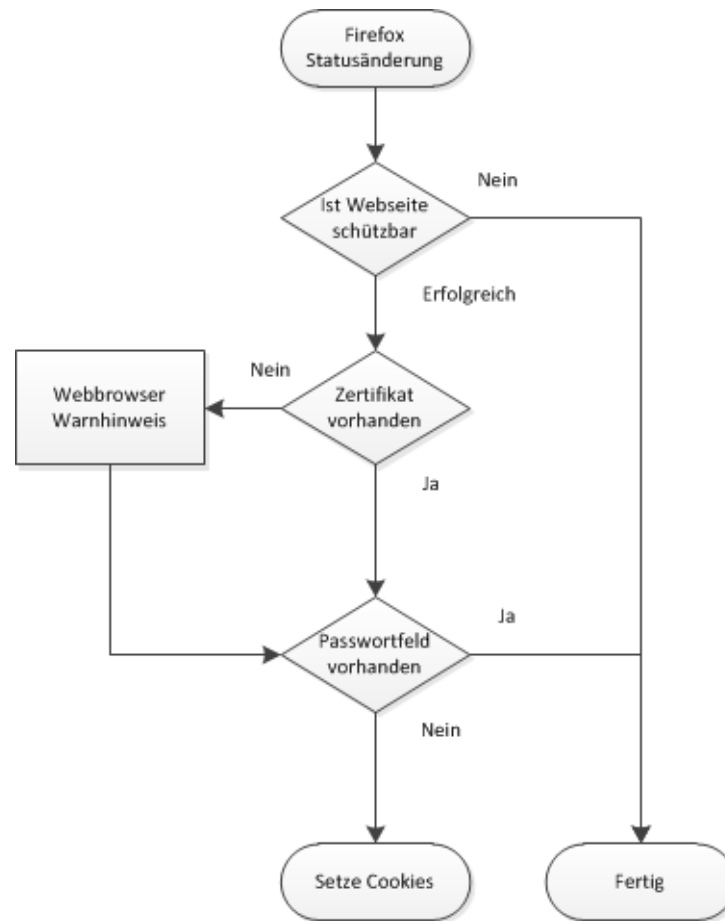 Firefox
Statusänderung
Nein
Ist Webseite
schützbar
Erfolgreich
Nein
Webbrowser
Warnhinweis
Zertifikat
vorhanden
Ja
Ja
Passwortfeld
vorhanden
Nein
Setze Cookies
Fertig